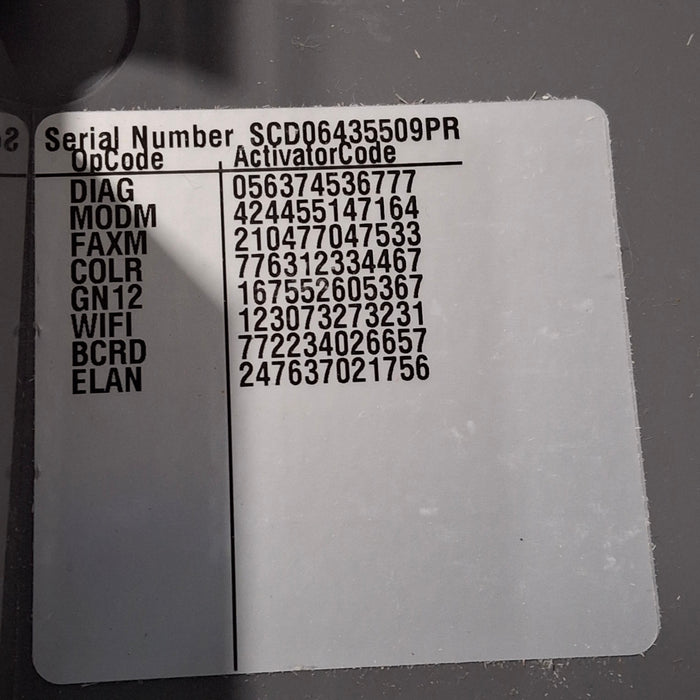 Serial Number SCD06435509PR
OpCode ActivatorCode
DIAG 056374536777
MODM 424455147164
FAXM 210477047533
COLR 776312334467
GN12 167552605367
WIFI 123073273231
BCRD 772234026657
ELAN 247637021756